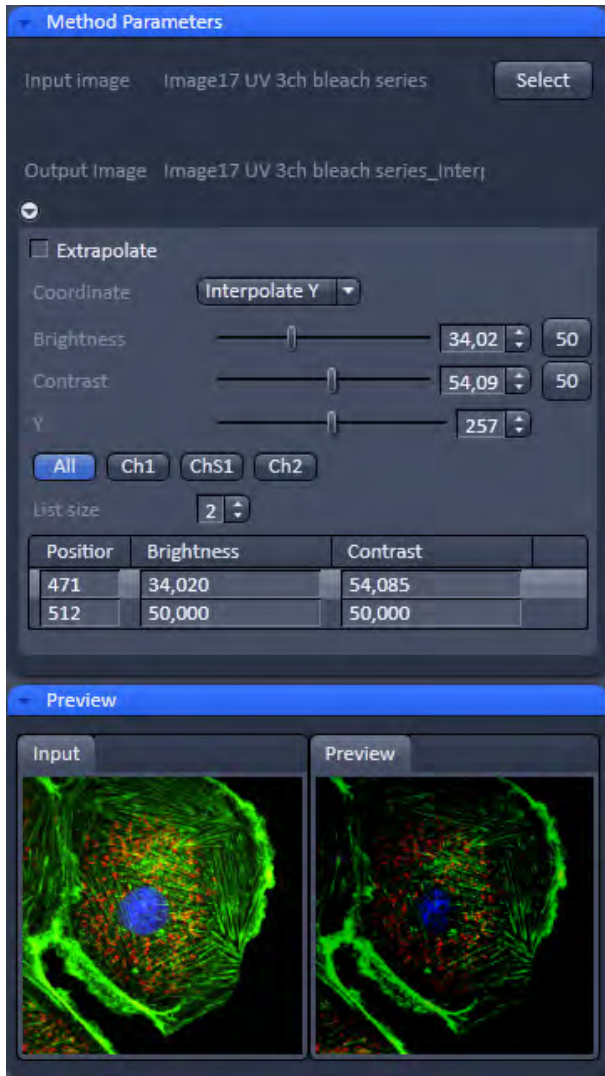 Method Parameters
Input image Image17 UV 3ch bleach series Select
Output Image Image17 UV 3ch bleach series_Interp
Extrapolate
Coordinate Interpolate Y
Brightness 34,02 50
Contrast 54,09 50
Y 257
All Ch1 ChS1 Ch2
List size 2
Position Brightness Contrast
471 34,020 54,085
512 50,000 50,000
Preview
Input Preview